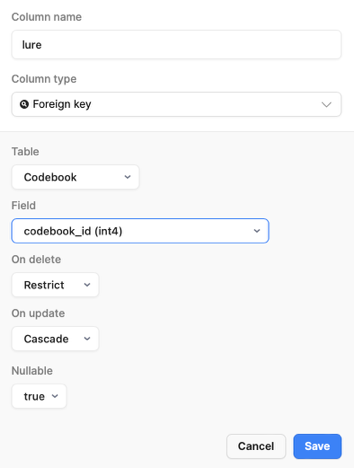 Column name
lure
Column type
Foreign key
Table
Codebook
Field
codebook_id (int4)
On delete
Restrict
On update
Cascade
Nullable
true
Cancel Save